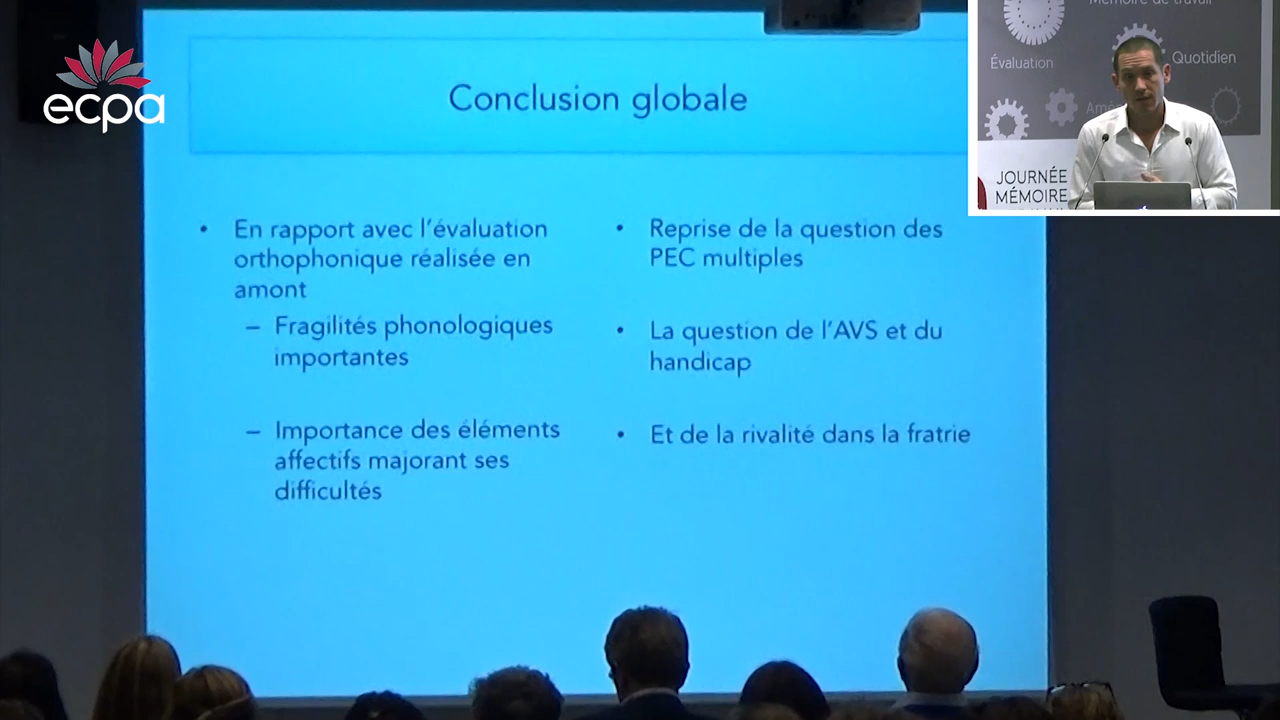 ecpa
Conclusion globale
• En rapport avec l'évaluation
orthophonique réalisée en
amont
– Fragilités phonologiques
importantes
– Importance des éléments
affectifs majorant ses
difficultés
• Reprise de la question des
PEC multiples
• La question de l'AVS et du
handicap
• Et de la rivalité dans la fratrie
Mémoire de travail
Évaluation
Quotidien
JOURNÉE
MÉMOIRE